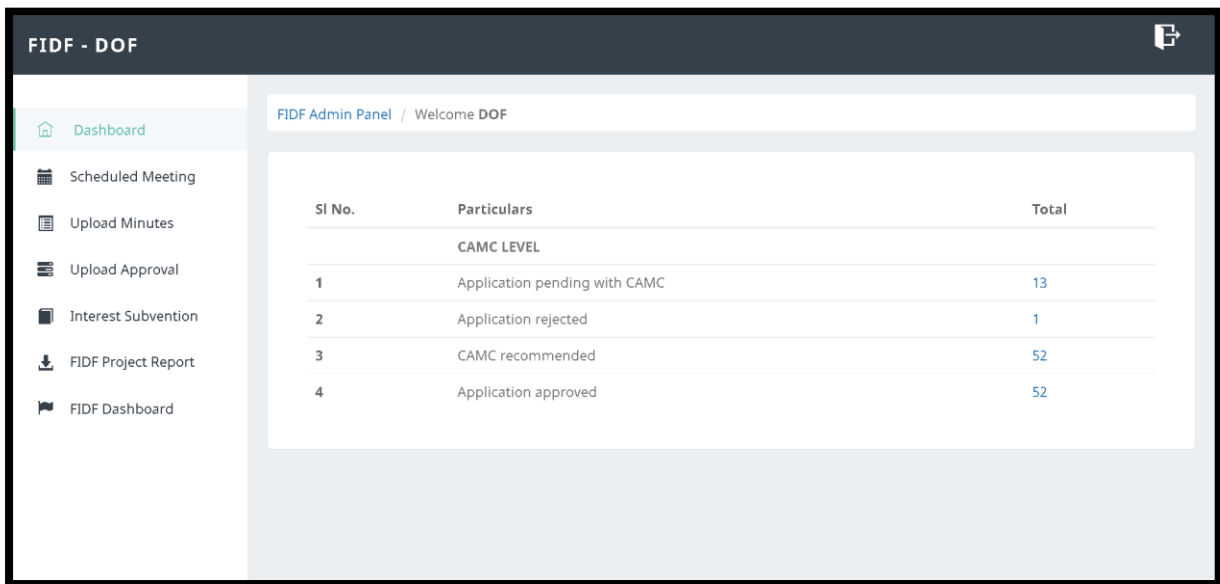 FIDF - DOF
FIDF Admin Panel / Welcome DOF
Dashboard
Scheduled Meeting
Upload Minutes
Upload Approval
Interest Subvention
FIDF Project Report
FIDF Dashboard
Sl No. Particulars Total
CAMC LEVEL
1 Application pending with CAMC 13
2 Application rejected 1
3 CAMC recommended 52
4 Application approved 52